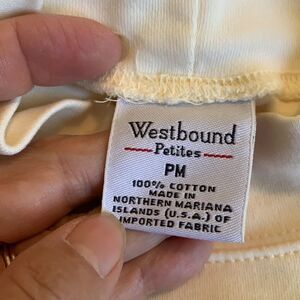 Westbound
Petites
PM
100% COTTON
MADE IN
NORTHERN MARIANA
ISLANDS (U.S.A.) OF
IMPORTED FABRIC